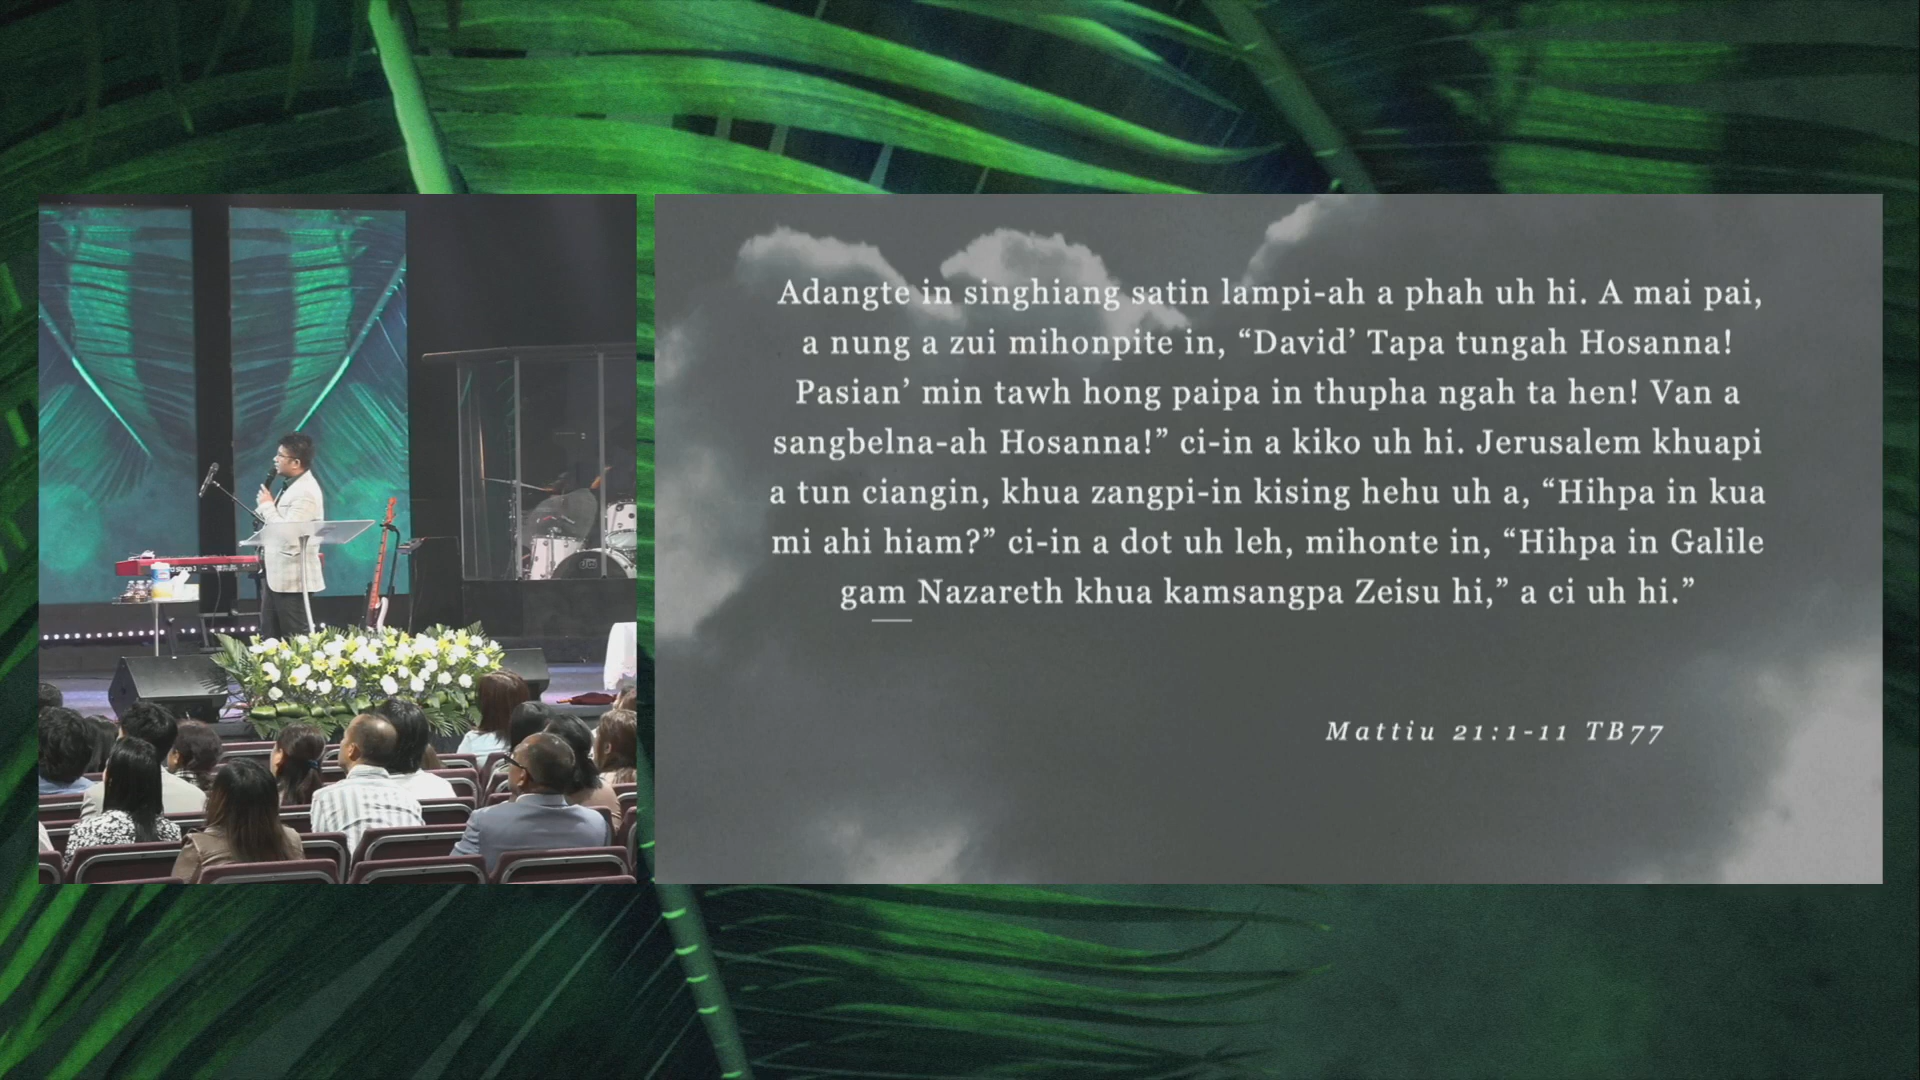 Adangte in singhiang satin lampi-ah a phah uh hi. A mai pai,
a nung a zui mihonpite in, “David’ Tapa tungah Hosanna!
Pasian’ min tawh hong paipa in thupha ngah ta hen! Van a
sangbelna-ah Hosanna!” ci-in a kiko uh hi. Jerusalem khuapi
a tun ciangin, khua zangpi-in kising hehu uh a, “Hihpa in kua
mi ahi hiam?” ci-in a dot uh leh, mihonte in, “Hihpa in Galile
gam Nazareth khua kamsangpa Zeisu hi,” a ci uh hi.”
Mattiu 21:1-11 TB77